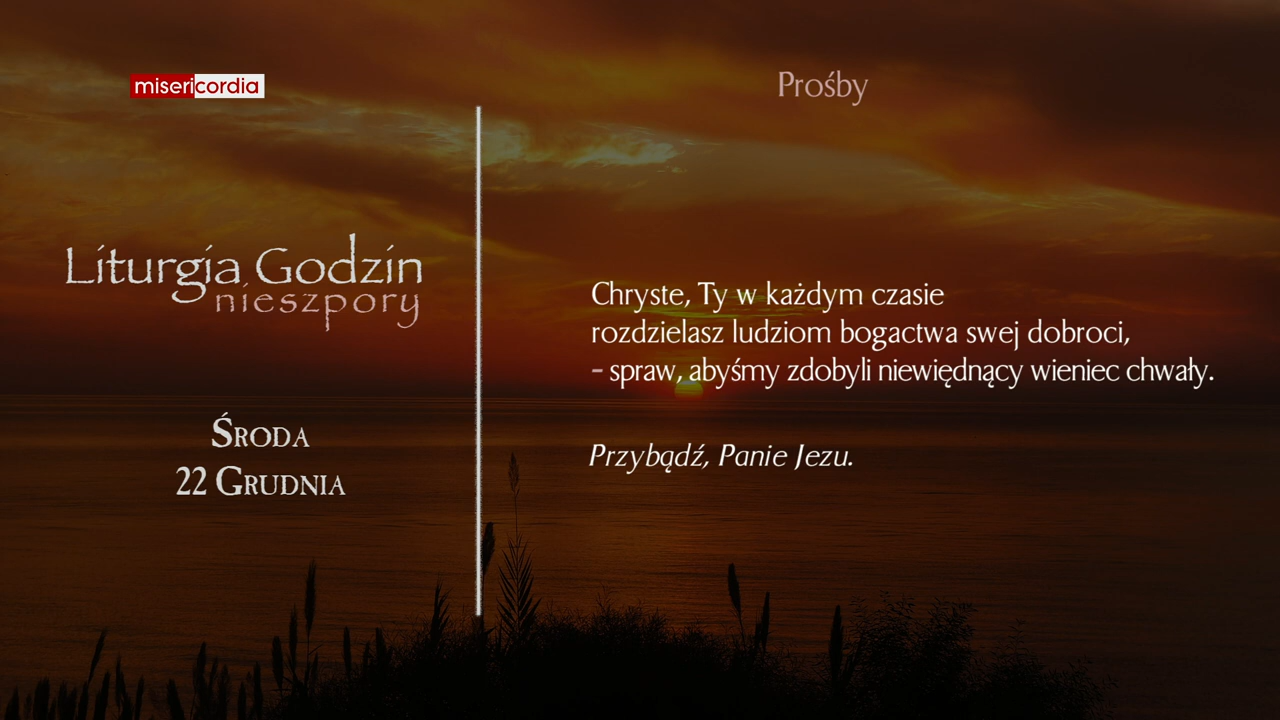 misericordia
Prośby
Liturgia Godzin
nieszpory
Chryste, Ty w każdym czasie
rozdzielasz ludziom bogactwa swej dobroci,
- spraw, abyśmy zdobyli niewiędnący wieniec chwały.
Środa
22 Grudnia
Przybądź, Panie Jezu.